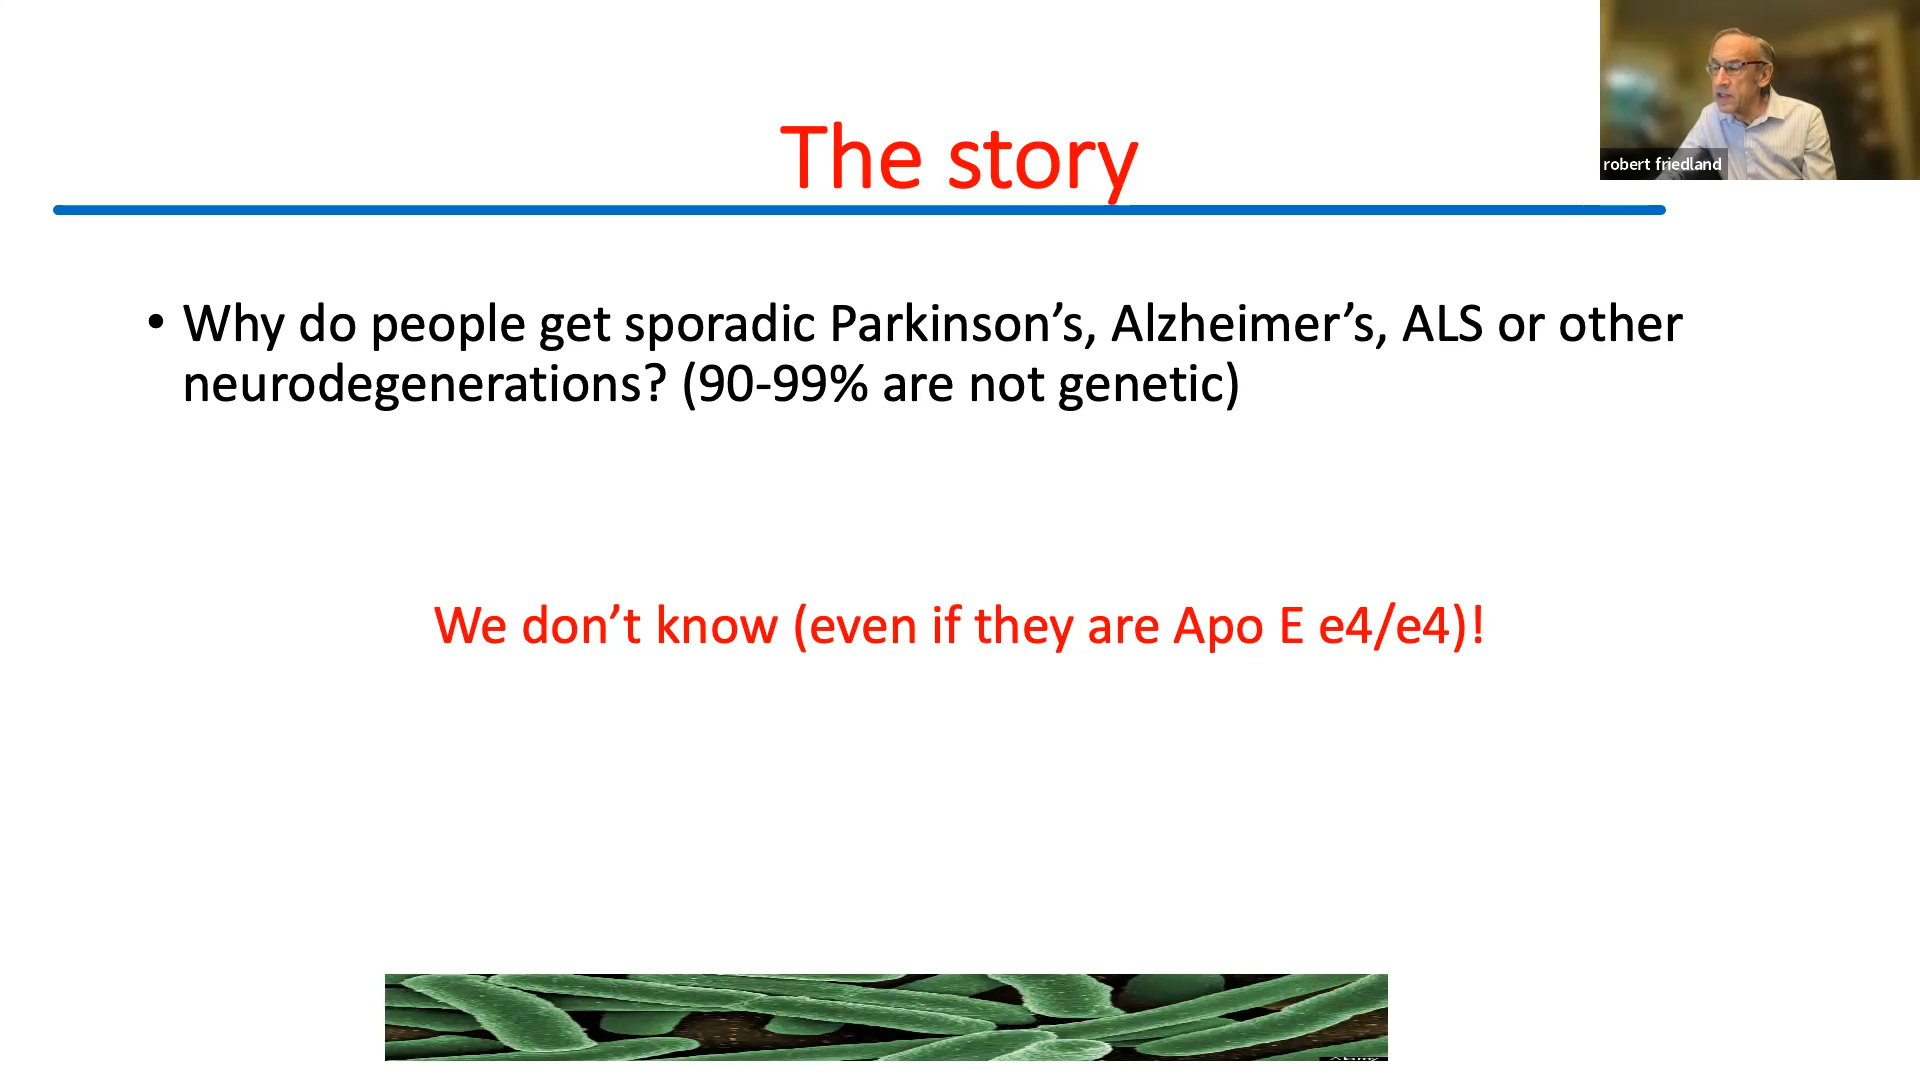 The story
robert friedland
• Why do people get sporadic Parkinson’s, Alzheimer’s, ALS or other
neurodegenerations? (90-99% are not genetic)
We don’t know (even if they are Apo E e4/e4)!